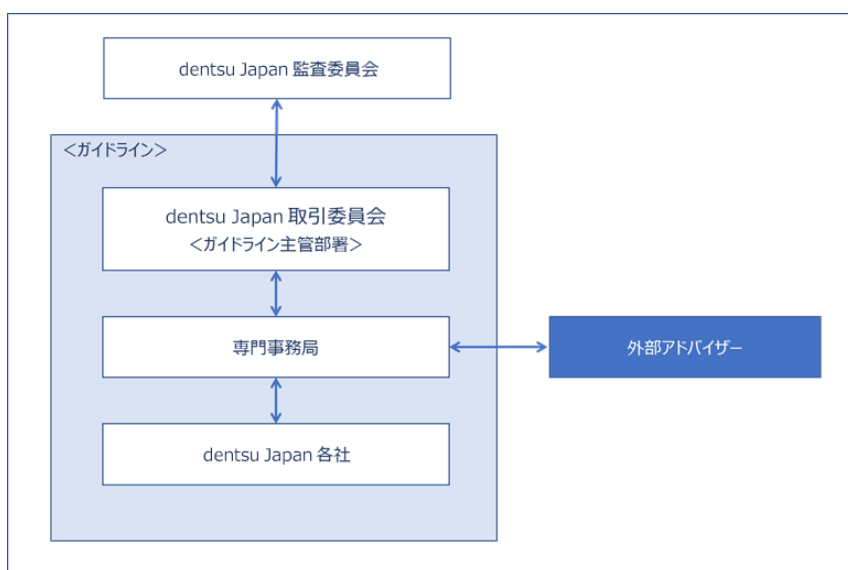 dentsu Japan 監査委員会
＜ガイドライン＞
dentsu Japan 取引委員会
＜ガイドライン主管部署＞
専門事務局
外部アドバイザー
dentsu Japan 各社